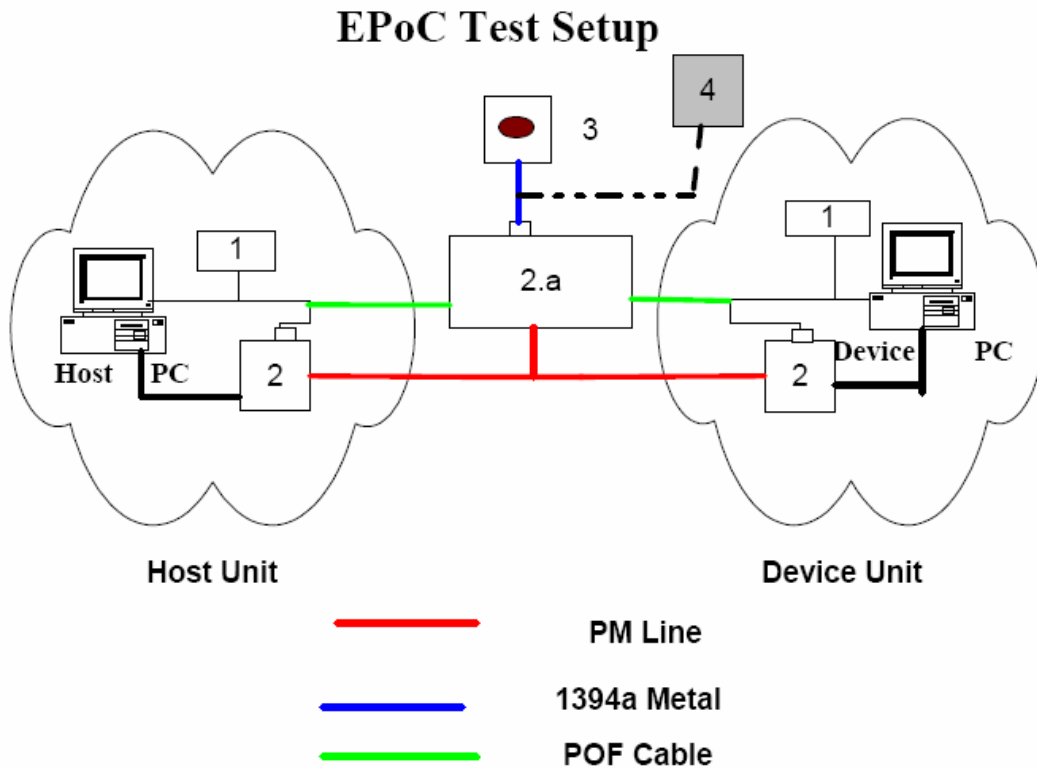 EPoC Test Setup
4
3
1
1
2.a
Host PC
2
Device PC
2
Host Unit
Device Unit
PM Line
1394a Metal
POF Cable